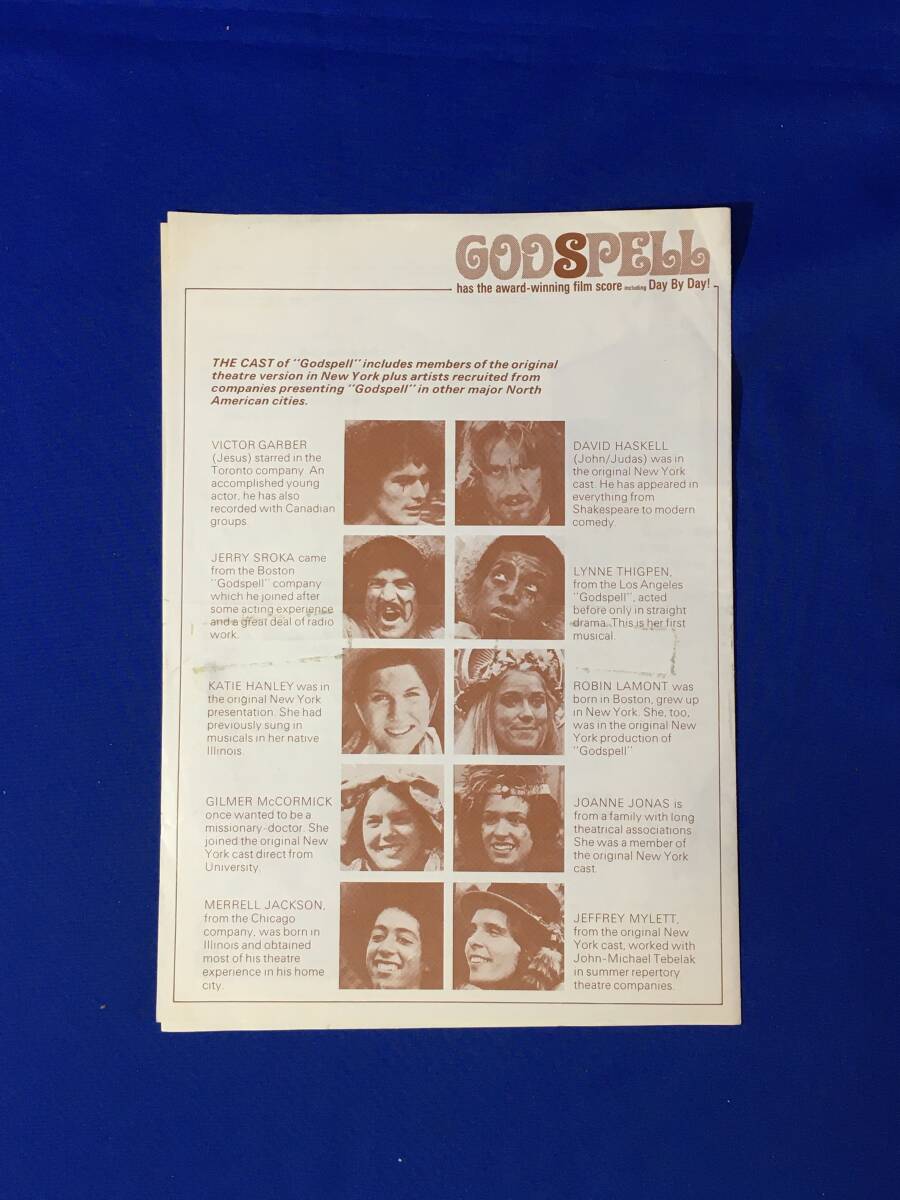 GODSPELL
has the award-winning film score including Day By Day!
THE CAST of "Godspell" includes members of the original
theatre version in New York plus artists recruited from
companies presenting "Godspell" in other major North
American cities.
VICTOR GARBER
(Jesus) starred in the
Toronto company. An
accomplished young
actor, he has also
recorded with Canadian
groups.
DAVID HASKELL
(John/Judas) was in
the original New York
cast. He has appeared in
everything from
Shakespeare to modern
comedy.
JERRY SROKA came
from the Boston
"Godspell" company
which he joined after
some acting experience
and a great deal of radio
work.
LYNNE THIGPEN,
from the Los Angeles
"Godspell", acted
before only in straight
drama. This is her first
musical.
KATIE HANLEY was in
the original New York
presentation. She had
previously sung in
musicals in her native
Illinois.
ROBIN LAMONT was
born in Boston, grew up
in New York. She, too,
was in the original New
York production of
"Godspell"
GILMER McCORMICK
once wanted to be a
missionary-doctor. She
joined the original New
York cast direct from
University.
JOANNE JONAS is
from a family with long
theatrical associations.
She was a member of
the original New York
cast.
MERRELL JACKSON,
from the Chicago
company, was born in
Illinois and obtained
most of his theatre
experience in his home
city.
JEFFREY MYLETT,
from the original New
York cast, worked with
John-Michael Tebelak
in summer repertory
theatre companies.